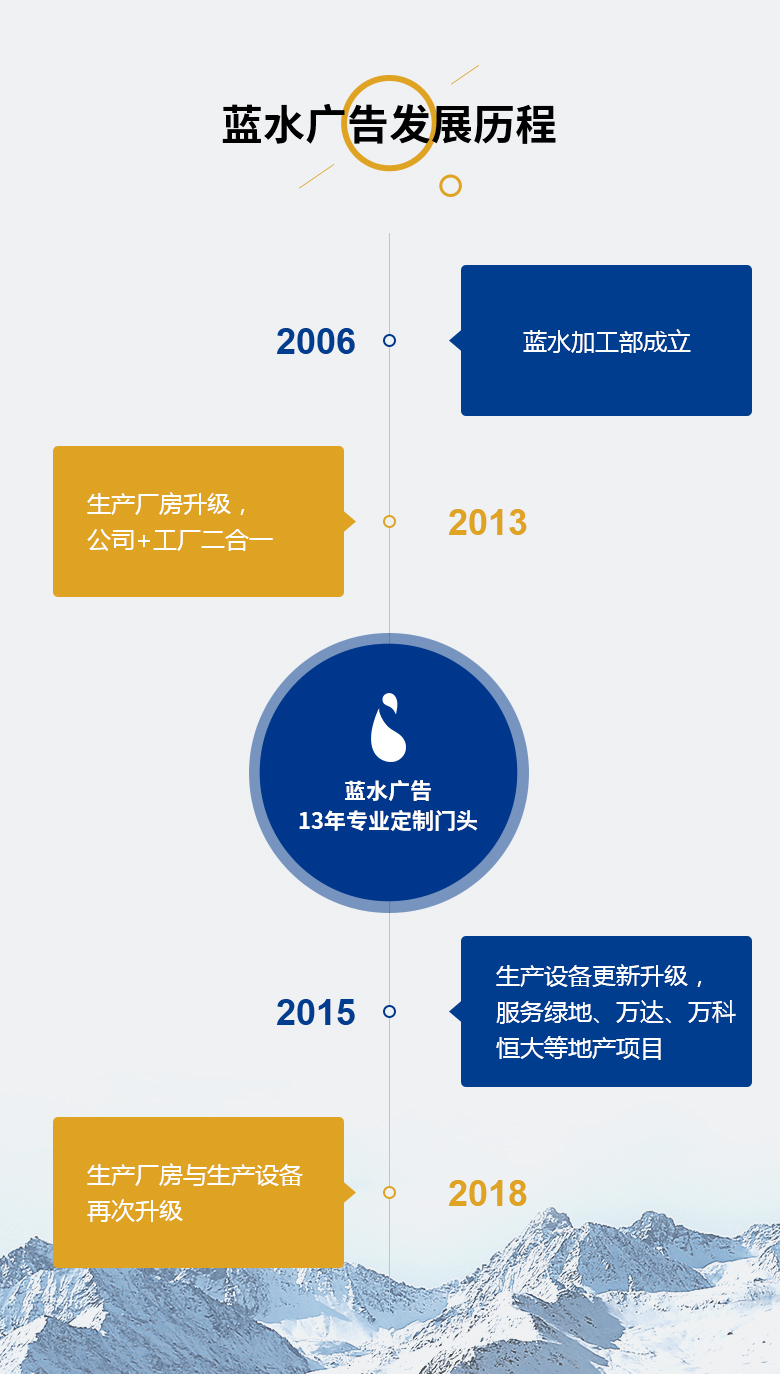 蓝水广告发展历程
2006
蓝水加工部成立
生产厂房升级，
公司+工厂二合一
2013
蓝水广告
13年专业定制门头
2015
生产设备更新升级，
服务绿地、万达、万科
恒大等地产项目
生产厂房与生产设备
再次升级
2018